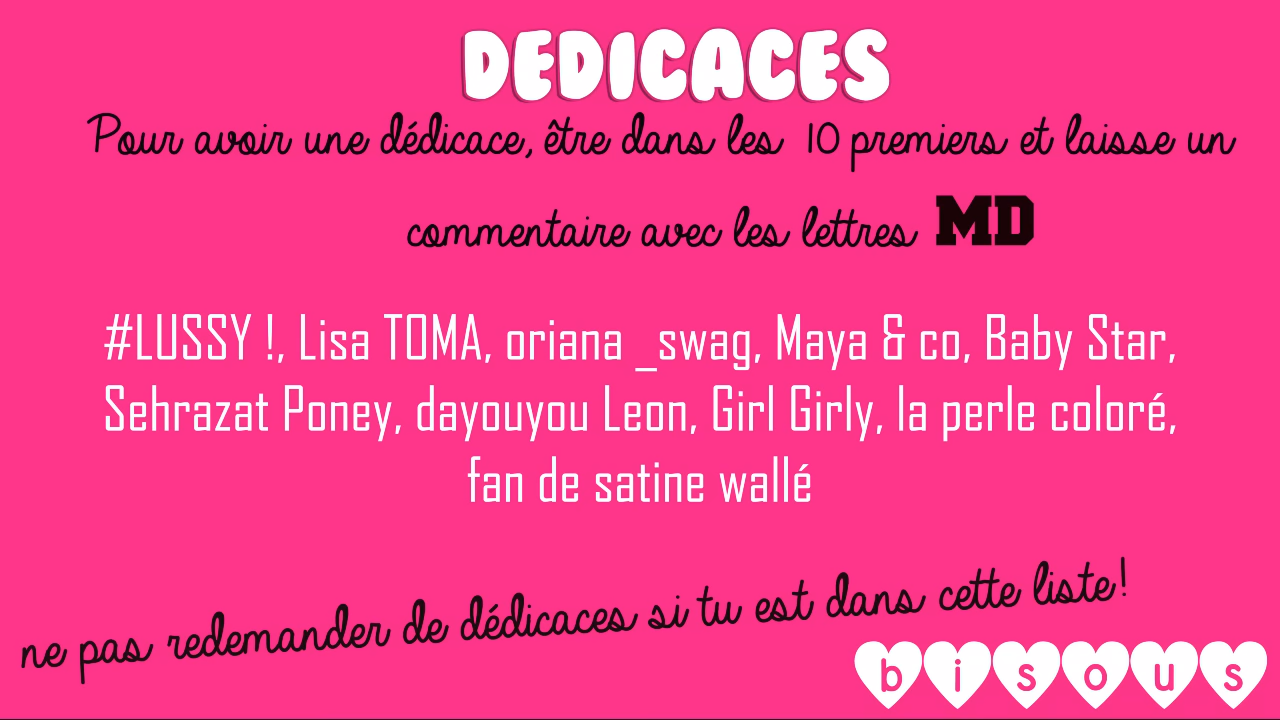 DEDICACES
Pour avoir une dédicace, être dans les 10 premiers et laisse un
commentaire avec les lettres MD
#LUSSY !, Lisa TOMA, oriana _swag, Maya & co, Baby Star,
Sehrazat Poney, dayouyou Leon, Girl Girly, la perle coloré,
fan de satine wallé
ne pas redemander de dédicaces si tu est dans cette liste!
bisous